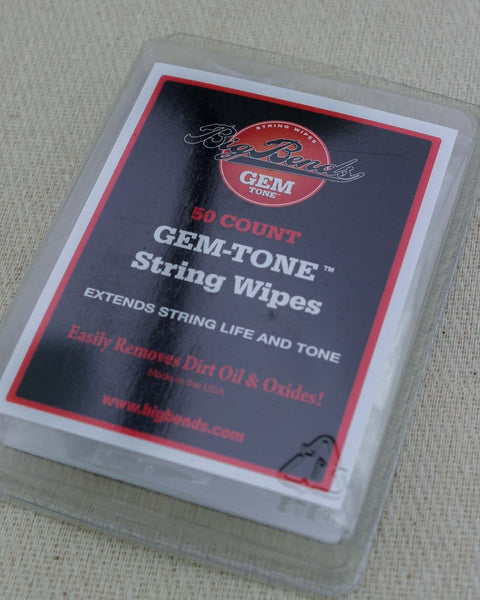 STRING WIPES
Big Bends
GEM
TONE
50 COUNT
GEM-TONE™
String Wipes
EXTENDS STRING LIFE AND TONE
Easily Removes Dirt Oil & Oxides!
Made in the USA
www.bigbends.com